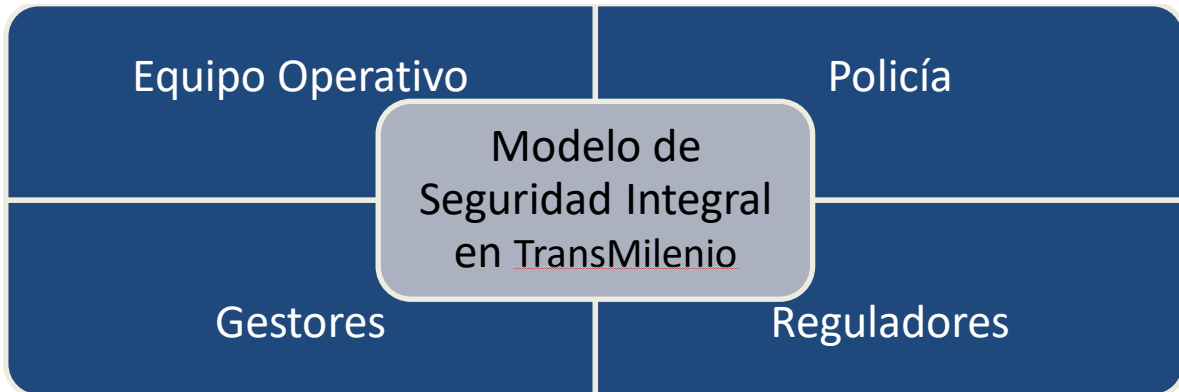 Equipo Operativo
Policía
Modelo de
Seguridad Integral
en TransMilenio
Gestores
Reguladores